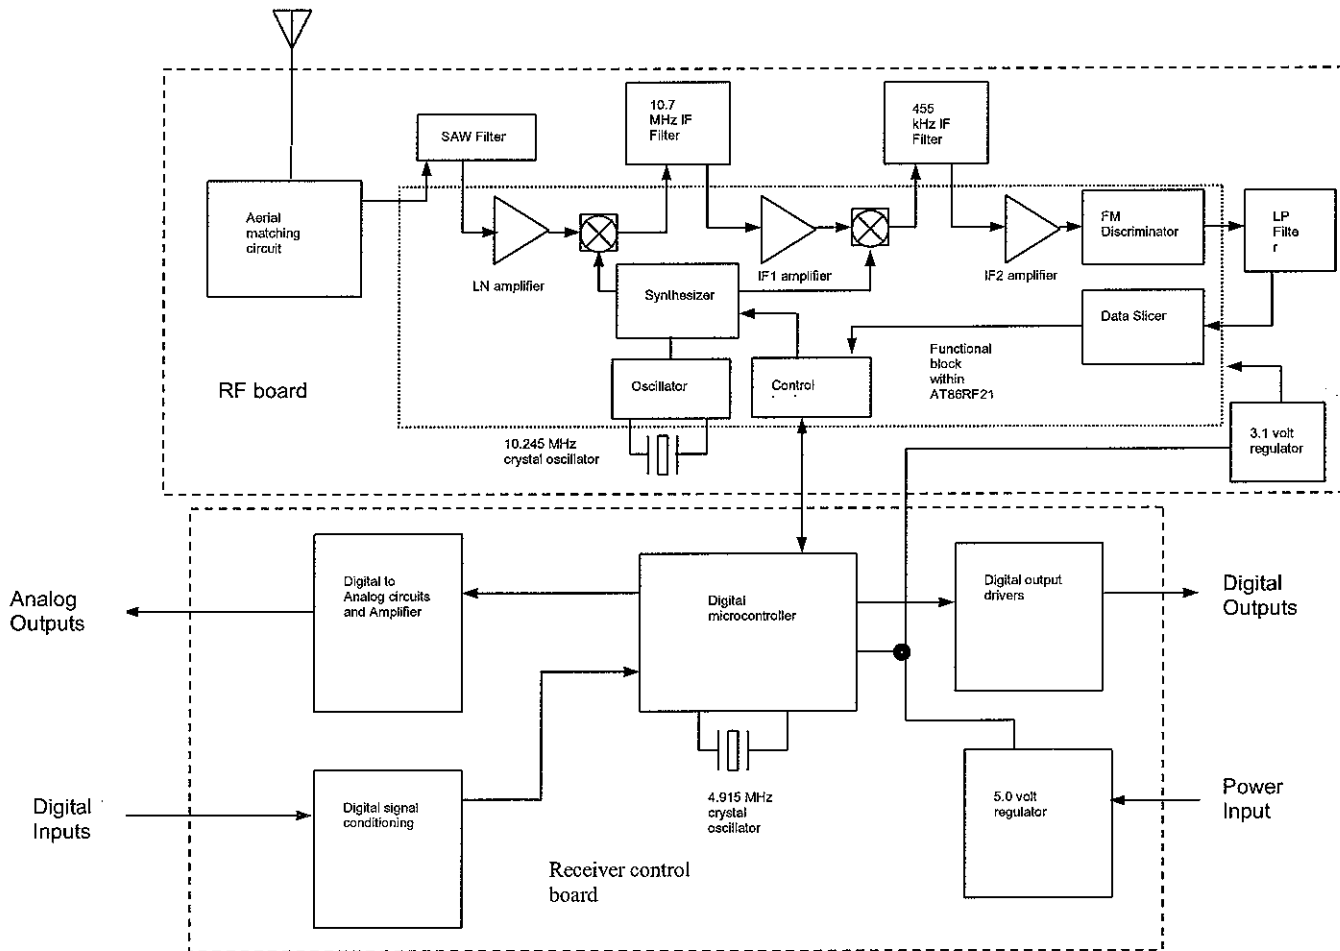 10.7
MHz IF
Filter
455
kHz IF
Filter
SAW Filter
Aerial
matching
circuit
LN amplifier
IF1 amplifier
IF2 amplifier
FM
Discriminator
LP
Filte
r
Synthesizer
Data Slicer
Oscillator
Control
Functional
block
within
AT86RF21
RF board
10.245 MHz
crystal oscillator
3.1 volt
regulator
Analog
Outputs
Digital to
Analog circuits
and Amplifier
Digital
microcontroller
Digital output
drivers
Digital
Outputs
4.915 MHz
crystal
oscillator
Digital
Inputs
Digital signal
conditioning
5.0 volt
regulator
Power
Input
Receiver control
board